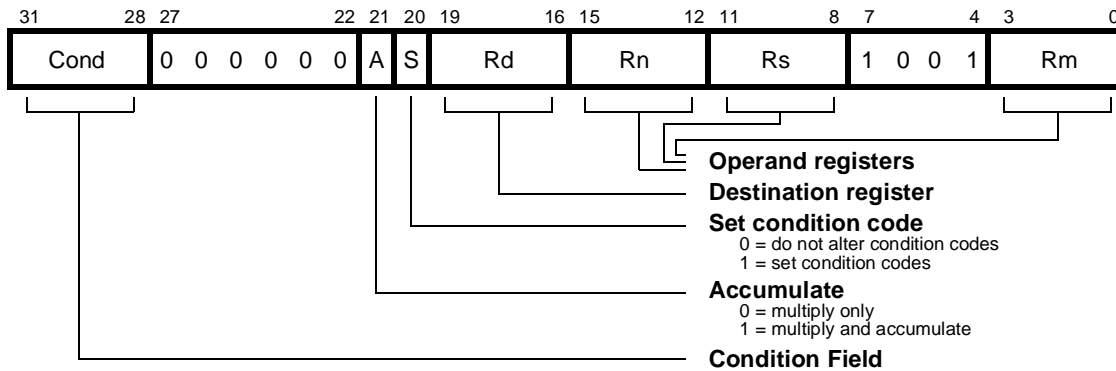 31 28 27 22 21 20 19 16 15 12 11 8 7 4 3 0
Cond 0 0 0 0 0 0 A S Rd Rn Rs 1 0 0 1 Rm
Operand registers
Destination register
Set condition code
0 = do not alter condition codes
1 = set condition codes
Accumulate
0 = multiply only
1 = multiply and accumulate
Condition Field